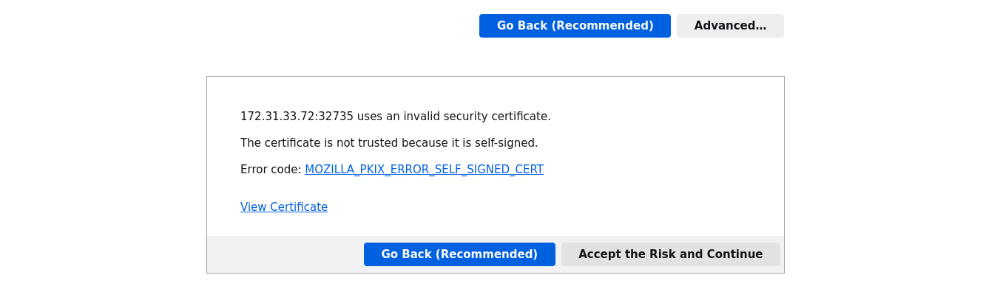 Go Back (Recommended) Advanced...
172.31.33.72:32735 uses an invalid security certificate.
The certificate is not trusted because it is self-signed.
Error code: MOZILLA_PKIX_ERROR_SELF_SIGNED_CERT
View Certificate
Go Back (Recommended) Accept the Risk and Continue